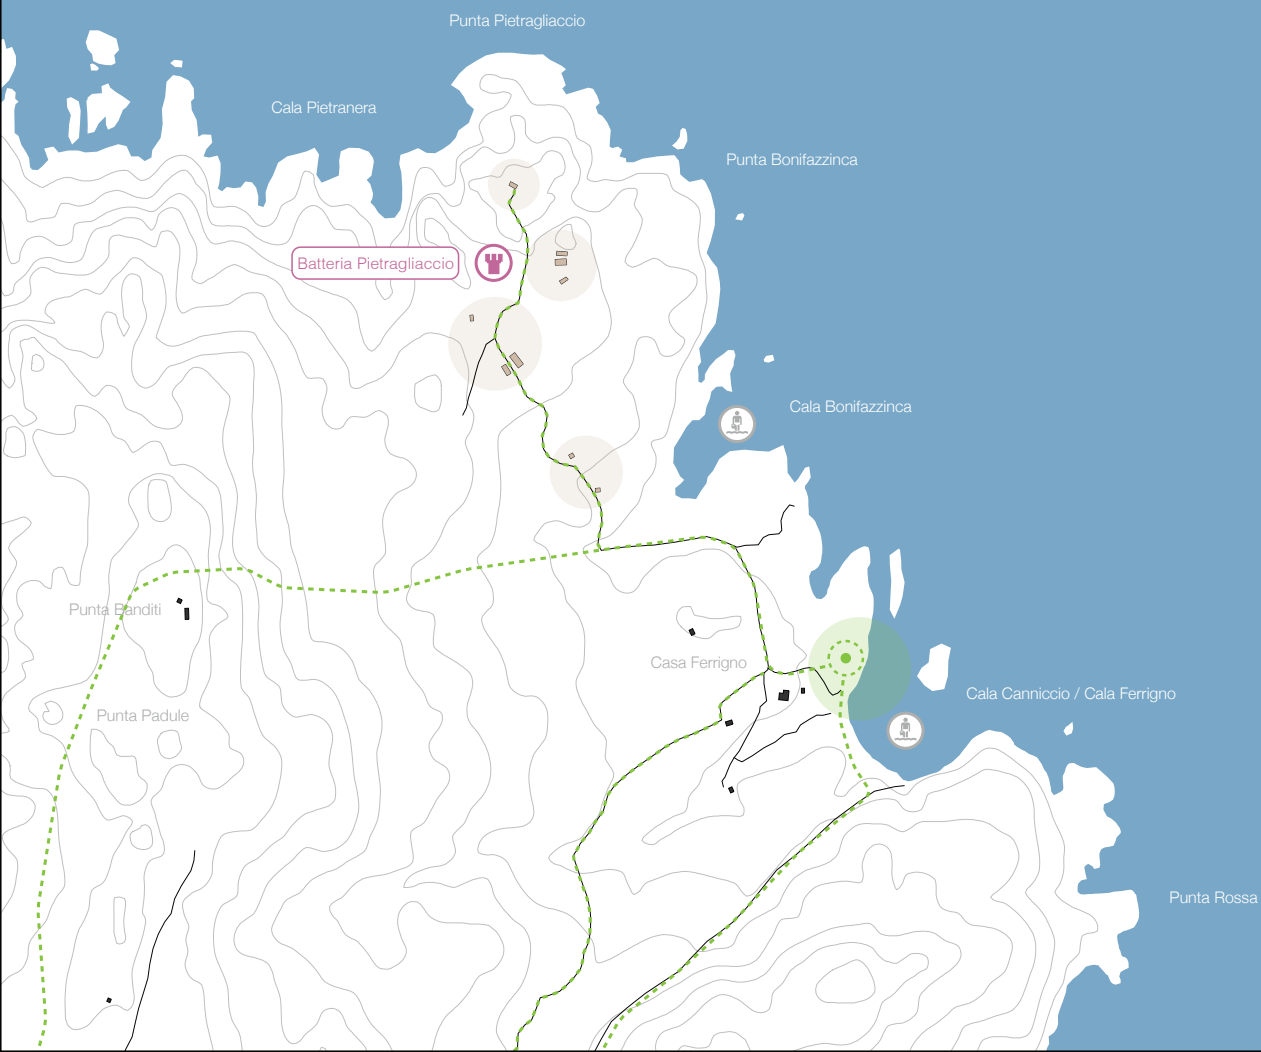 Punta Pietragliaccio
Cala Pietranera
Punta Bonifazzinca
Batteria Pietragliaccio
Cala Bonifazzinca
Punta Banditi
Casa Ferrigno
Cala Canniccio / Cala Ferrigno
Punta Padule
Punta Rossa